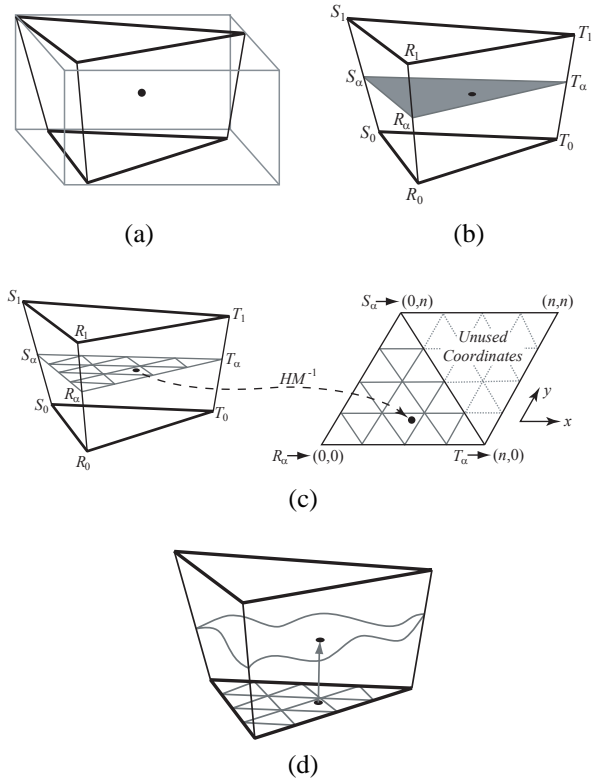 S₁
T₁
R₁
Sα
Tα
Rα
S₀
T₀
R₀
(a)
(b)
S₁
T₁
R₁
Sα
Tα
Rα
S₀
T₀
R₀
HM⁻¹
Sα→(0,n) (n,n)
Unused
Coordinates
y
x
Rα→(0,0) Tα→(n,0)
(c)
(d)